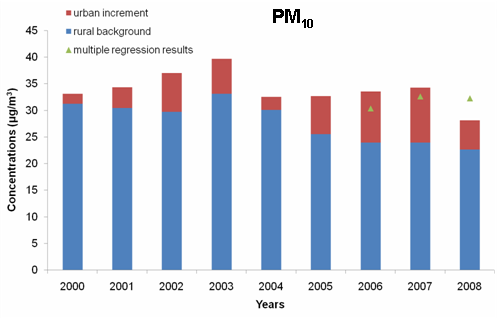 PM10
urban increment
rural background
multiple regression results
Concentrations (µg/m³)
45
40
35
30
25
20
15
10
5
0
2000 2001 2002 2003 2004 2005 2006 2007 2008
Years